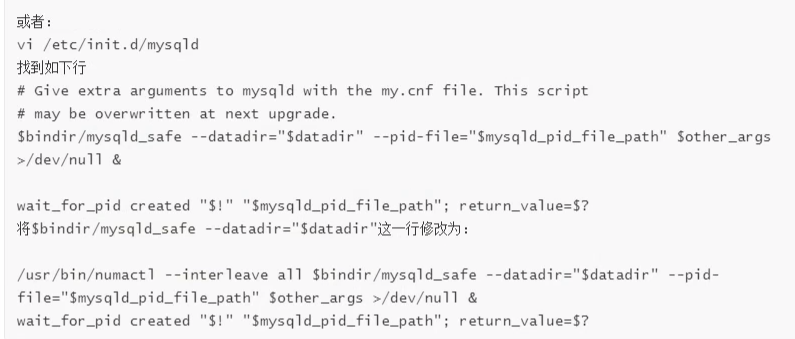 或者:
vi /etc/init.d/mysqld
找到如下行
# Give extra arguments to mysqld with the my.cnf file. This script
# may be overwritten at next upgrade.
$bindir/mysqld_safe --datadir="$datadir" --pid-file="$mysqld_pid_file_path" $other_args
>/dev/null &
wait_for_pid created "$!" "$mysqld_pid_file_path"; return_value=$?
将$bindir/mysqld_safe --datadir="$datadir"这一行修改为:
/usr/bin/numactl --interleave all $bindir/mysqld_safe --datadir="$datadir" --pid-
file="$mysqld_pid_file_path" $other_args >/dev/null &
wait_for_pid created "$!" "$mysqld_pid_file_path"; return_value=$?